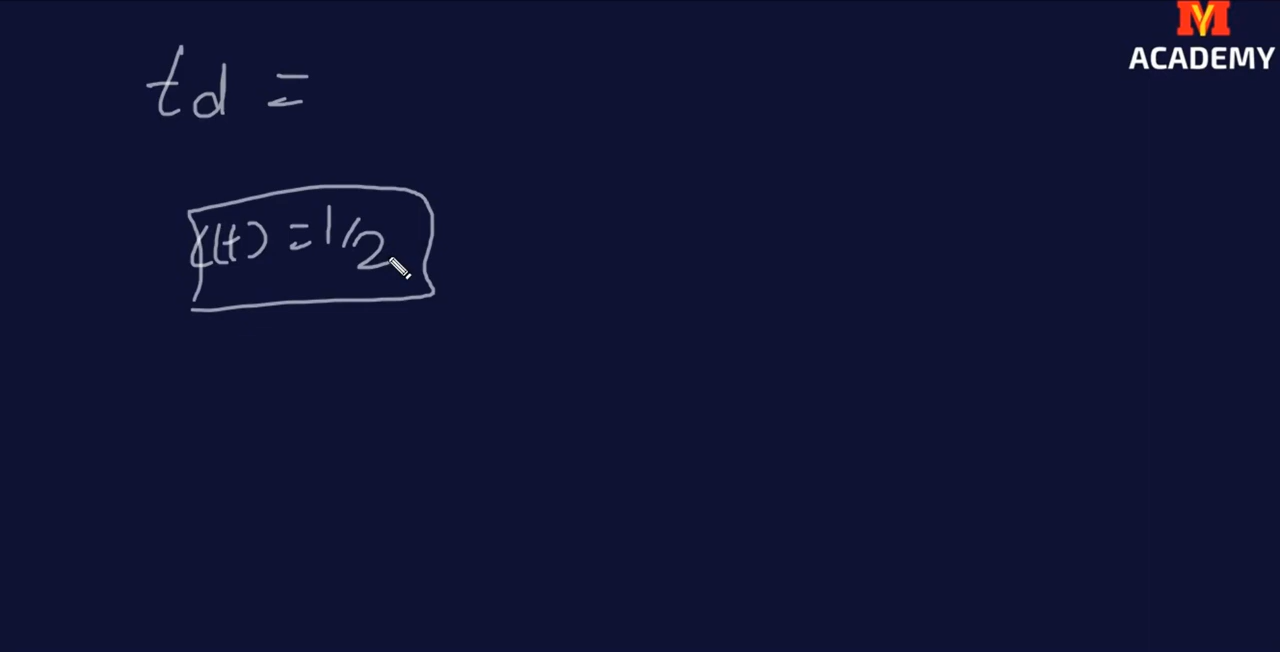 M
ACADEMY
td =
c(t) = 1/2